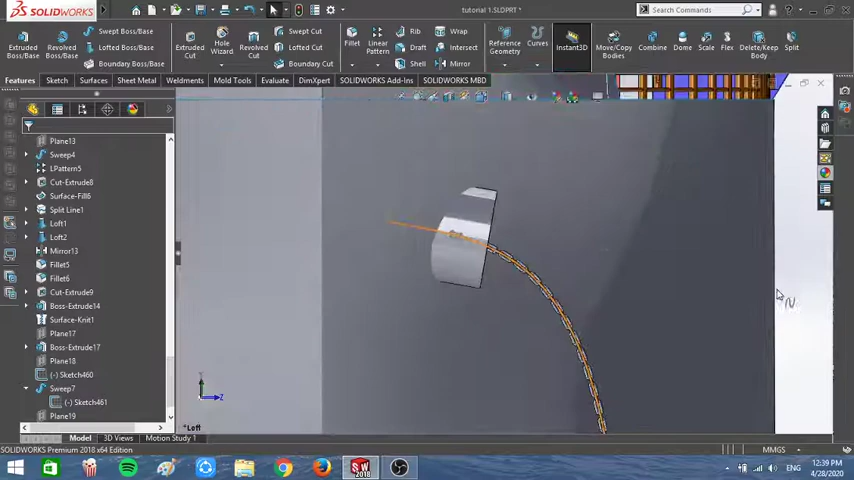 SOLIDWORKS
tutorial 1.SLDPRT *
Search Commands
Extruded Boss/Base
Revolved Boss/Base
Swept Boss/Base
Lofted Boss/Base
Boundary Boss/Base
Extruded Cut
Hole Wizard
Revolved Cut
Swept Cut
Lofted Cut
Boundary Cut
Fillet
Linear Pattern
Rib
Draft
Shell
Wrap
Intersect
Mirror
Reference Geometry
Curves
Instant3D
Move/Copy Bodies
Combine
Dome
Scale
Flex
Delete/Keep Body
Split
Features
Sketch
Surfaces
Sheet Metal
Weldments
Mold Tools
Evaluate
DimXpert
SOLIDWORKS Add-Ins
SOLIDWORKS MBD
Plane13
Sweep4
LPattern5
Cut-Extrude8
Surface-Fill6
Split Line1
Loft1
Loft2
Mirror13
Fillet5
Fillet6
Cut-Extrude9
Boss-Extrude14
Surface-Knit1
Plane17
Boss-Extrude17
Plane18
(-) Sketch460
Sweep7
(-) Sketch461
Plane19
Y
Z
*Left
Model
3D Views
Motion Study 1
SOLIDWORKS Premium 2018 x64 Edition
MMGS
SW 2018
ENG
12:39 PM
4/28/2020